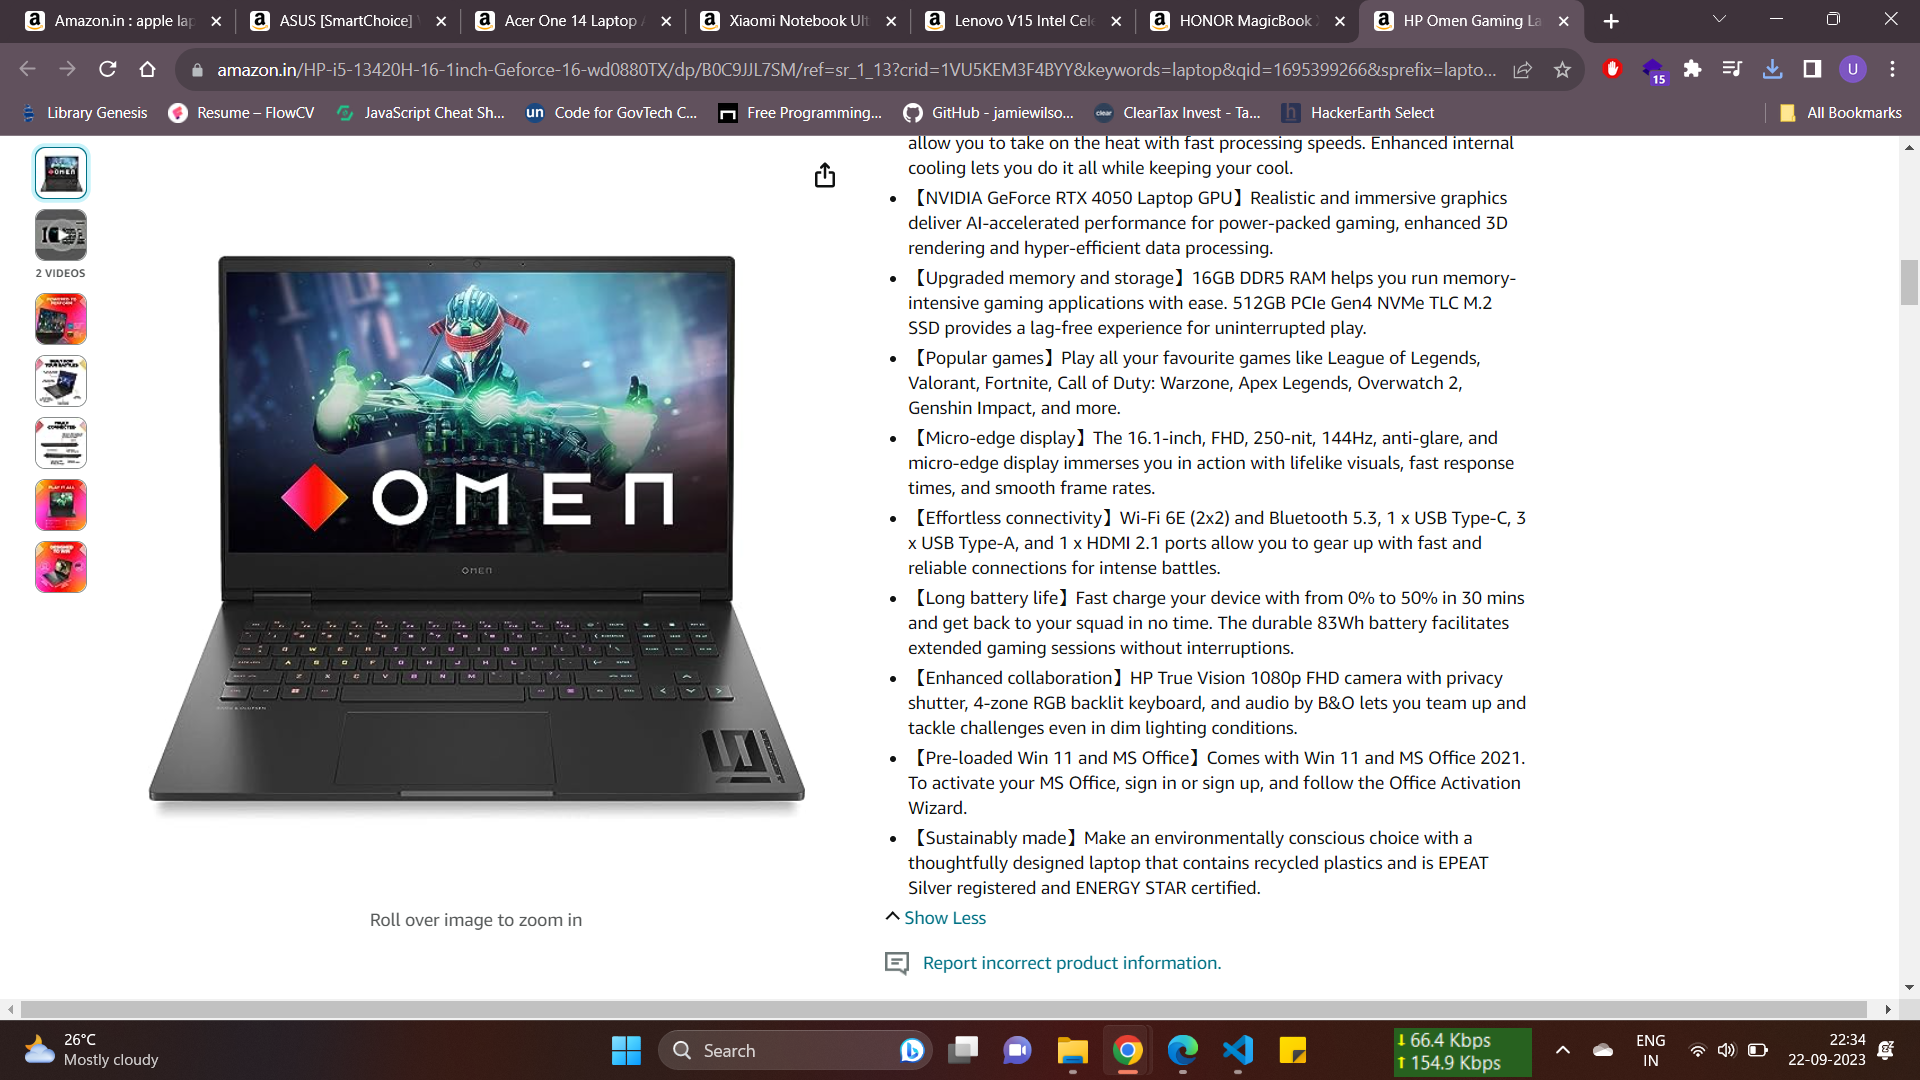 Amazon.in : apple lap
ASUS [SmartChoice]
Acer One 14 Laptop
Xiaomi Notebook Ult
Lenovo V15 Intel Cele
HONOR MagicBook
HP Omen Gaming La
amazon.in/HP-i5-13420H-16-1inch-Geforce-16-wd0880TX/dp/B0C9JJL7SM/ref=sr_1_13?crid=1VU5KEM3F4BYY&keywords=laptop&qid=1695399266&sprefix=lapto...
15
U
Library Genesis
Resume – FlowCV
JavaScript Cheat Sh...
un Code for GovTech C...
Free Programming...
GitHub - jamiewilso...
clear ClearTax Invest - Ta...
h HackerEarth Select
All Bookmarks
2 VIDEOS
OMEN
OMEN
Roll over image to zoom in
allow you to take on the heat with fast processing speeds. Enhanced internal
cooling lets you do it all while keeping your cool.
• 【NVIDIA GeForce RTX 4050 Laptop GPU】Realistic and immersive graphics
deliver AI-accelerated performance for power-packed gaming, enhanced 3D
rendering and hyper-efficient data processing.
• 【Upgraded memory and storage】16GB DDR5 RAM helps you run memory-
intensive gaming applications with ease. 512GB PCIe Gen4 NVMe TLC M.2
SSD provides a lag-free experience for uninterrupted play.
• 【Popular games】Play all your favourite games like League of Legends,
Valorant, Fortnite, Call of Duty: Warzone, Apex Legends, Overwatch 2,
Genshin Impact, and more.
• 【Micro-edge display】The 16.1-inch, FHD, 250-nit, 144Hz, anti-glare, and
micro-edge display immerses you in action with lifelike visuals, fast response
times, and smooth frame rates.
• 【Effortless connectivity】Wi-Fi 6E (2x2) and Bluetooth 5.3, 1 x USB Type-C, 3
x USB Type-A, and 1 x HDMI 2.1 ports allow you to gear up with fast and
reliable connections for intense battles.
• 【Long battery life】Fast charge your device with from 0% to 50% in 30 mins
and get back to your squad in no time. The durable 83Wh battery facilitates
extended gaming sessions without interruptions.
• 【Enhanced collaboration】HP True Vision 1080p FHD camera with privacy
shutter, 4-zone RGB backlit keyboard, and audio by B&O lets you team up and
tackle challenges even in dim lighting conditions.
• 【Pre-loaded Win 11 and MS Office】Comes with Win 11 and MS Office 2021.
To activate your MS Office, sign in or sign up, and follow the Office Activation
Wizard.
• 【Sustainably made】Make an environmentally conscious choice with a
thoughtfully designed laptop that contains recycled plastics and is EPEAT
Silver registered and ENERGY STAR certified.
Show Less
Report incorrect product information.
26°C
Mostly cloudy
Search
66.4 Kbps
154.9 Kbps
ENG
IN
22:34
22-09-2023